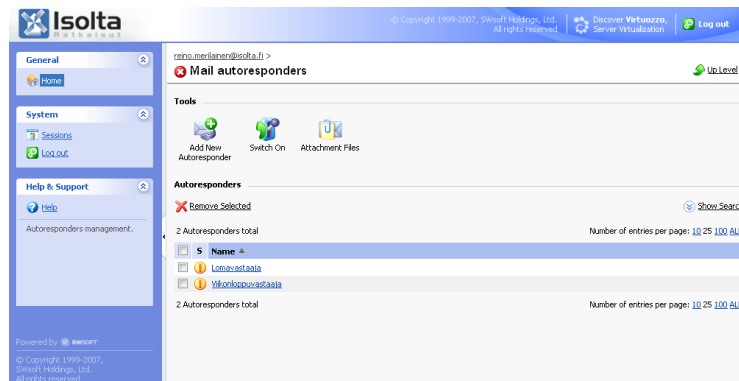 Isolta
Ratkaisut
© Copyright 1999-2007, SWsoft Holdings, Ltd.
All rights reserved
Discover Virtuozzo,
Server Virtualization
Log out
General
Home
System
Sessions
Log out
Help & Support
Help
Autoresponders management.
Powered by SWSOFT
© Copyright 1999-2007,
SWsoft Holdings, Ltd.
All rights reserved
reino.merilainen@isolta.fi >
Mail autoresponders
Up Level
Tools
Add New
Autoresponder
Switch On
Attachment Files
Autoresponders
Remove Selected
Show Searc
2 Autoresponders total
Number of entries per page: 10 25 100 AL
S Name
Lomavastaaja
Viikonloppuvastaaja
2 Autoresponders total
Number of entries per page: 10 25 100 AL